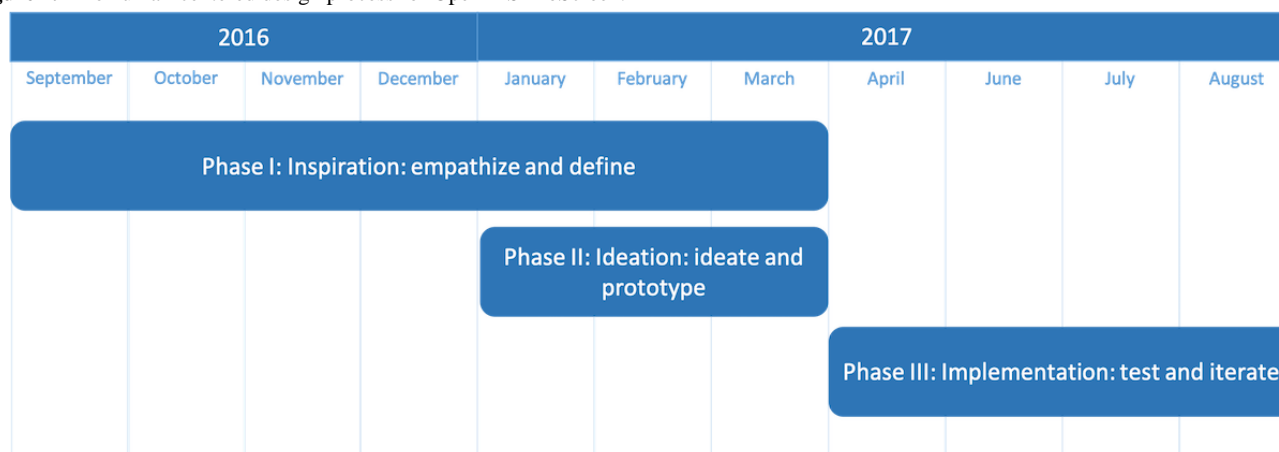 2016 2017
September October November December January February March April June July August
Phase I: Inspiration: empathize and define
Phase II: Ideation: ideate and
prototype
Phase III: Implementation: test and iterate